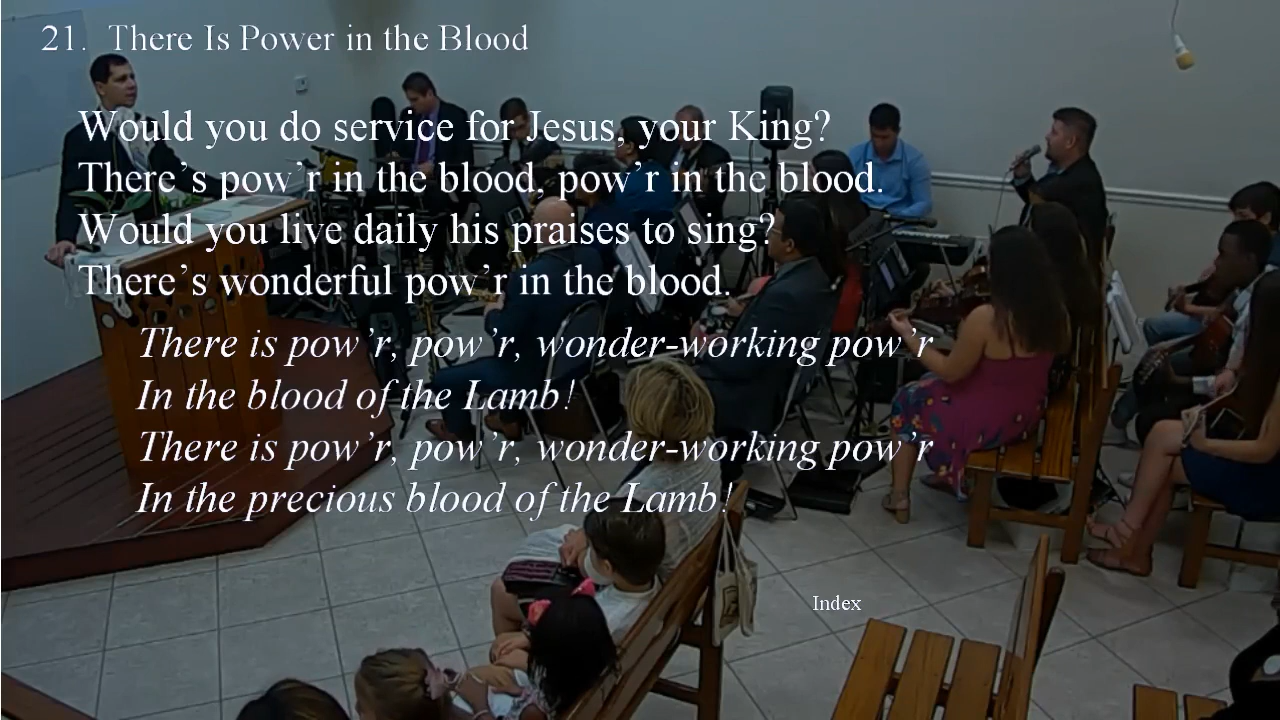 21. There Is Power in the Blood
Would you do service for Jesus, your King?
There’s pow’r in the blood, pow’r in the blood.
Would you live daily his praises to sing?
There’s wonderful pow’r in the blood.
There is pow’r, pow’r, wonder-working pow’r
In the blood of the Lamb!
There is pow’r, pow’r, wonder-working pow’r
In the precious blood of the Lamb!
Index